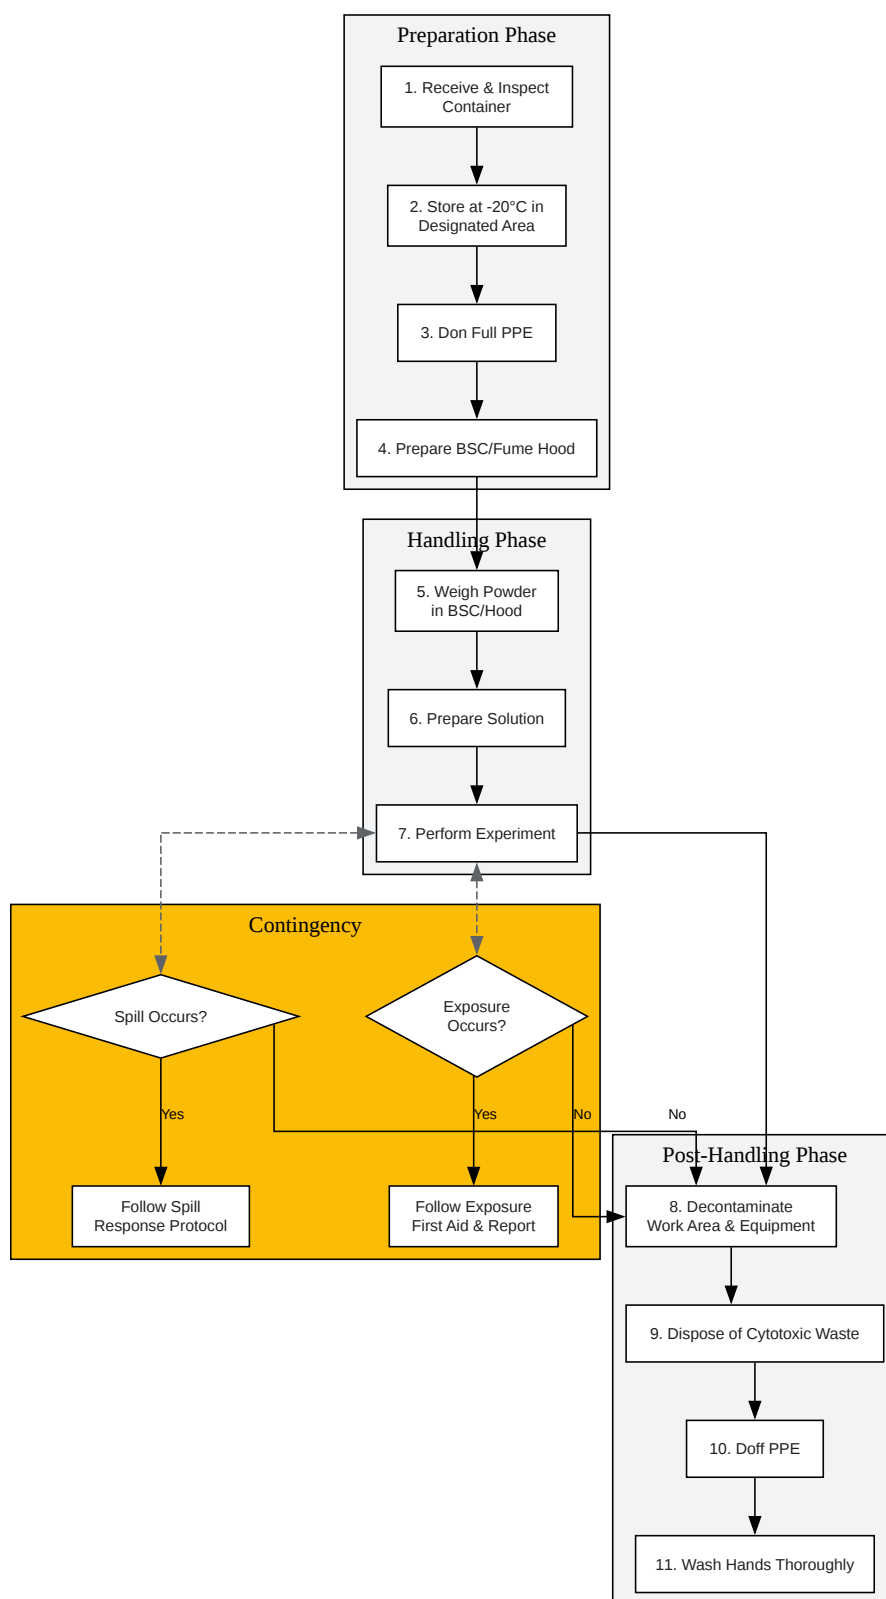 Preparation Phase
1. Receive & Inspect
Container
2. Store at -20°C in
Designated Area
3. Don Full PPE
4. Prepare BSC/Fume Hood
Handling Phase
5. Weigh Powder
in BSC/Hood
6. Prepare Solution
7. Perform Experiment
Contingency
Spill Occurs?
Exposure
Occurs?
Yes
Yes
No
No
Follow Spill
Response Protocol
Follow Exposure
First Aid & Report
Post-Handling Phase
8. Decontaminate
Work Area & Equipment
9. Dispose of Cytotoxic Waste
10. Doff PPE
11. Wash Hands Thoroughly